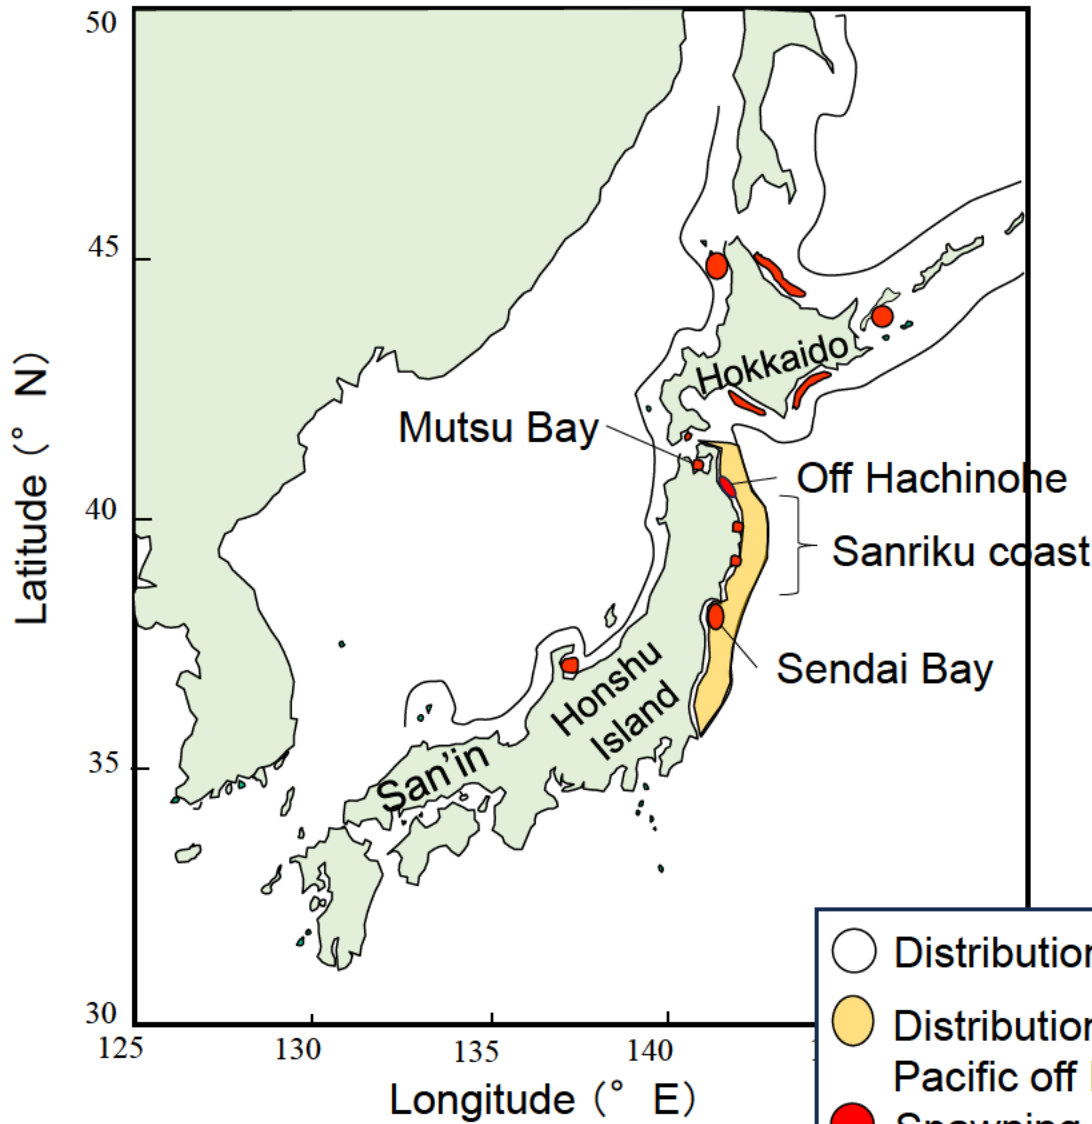 50
45
40
35
30
125
130
135
140
Latitude (° N)
Longitude (° E)
Hokkaido
Mutsu Bay
Off Hachinohe
Sanriku coast
Sendai Bay
Honshu
Island
San'in
Distribution
Distribution
Pacific off
Spawning